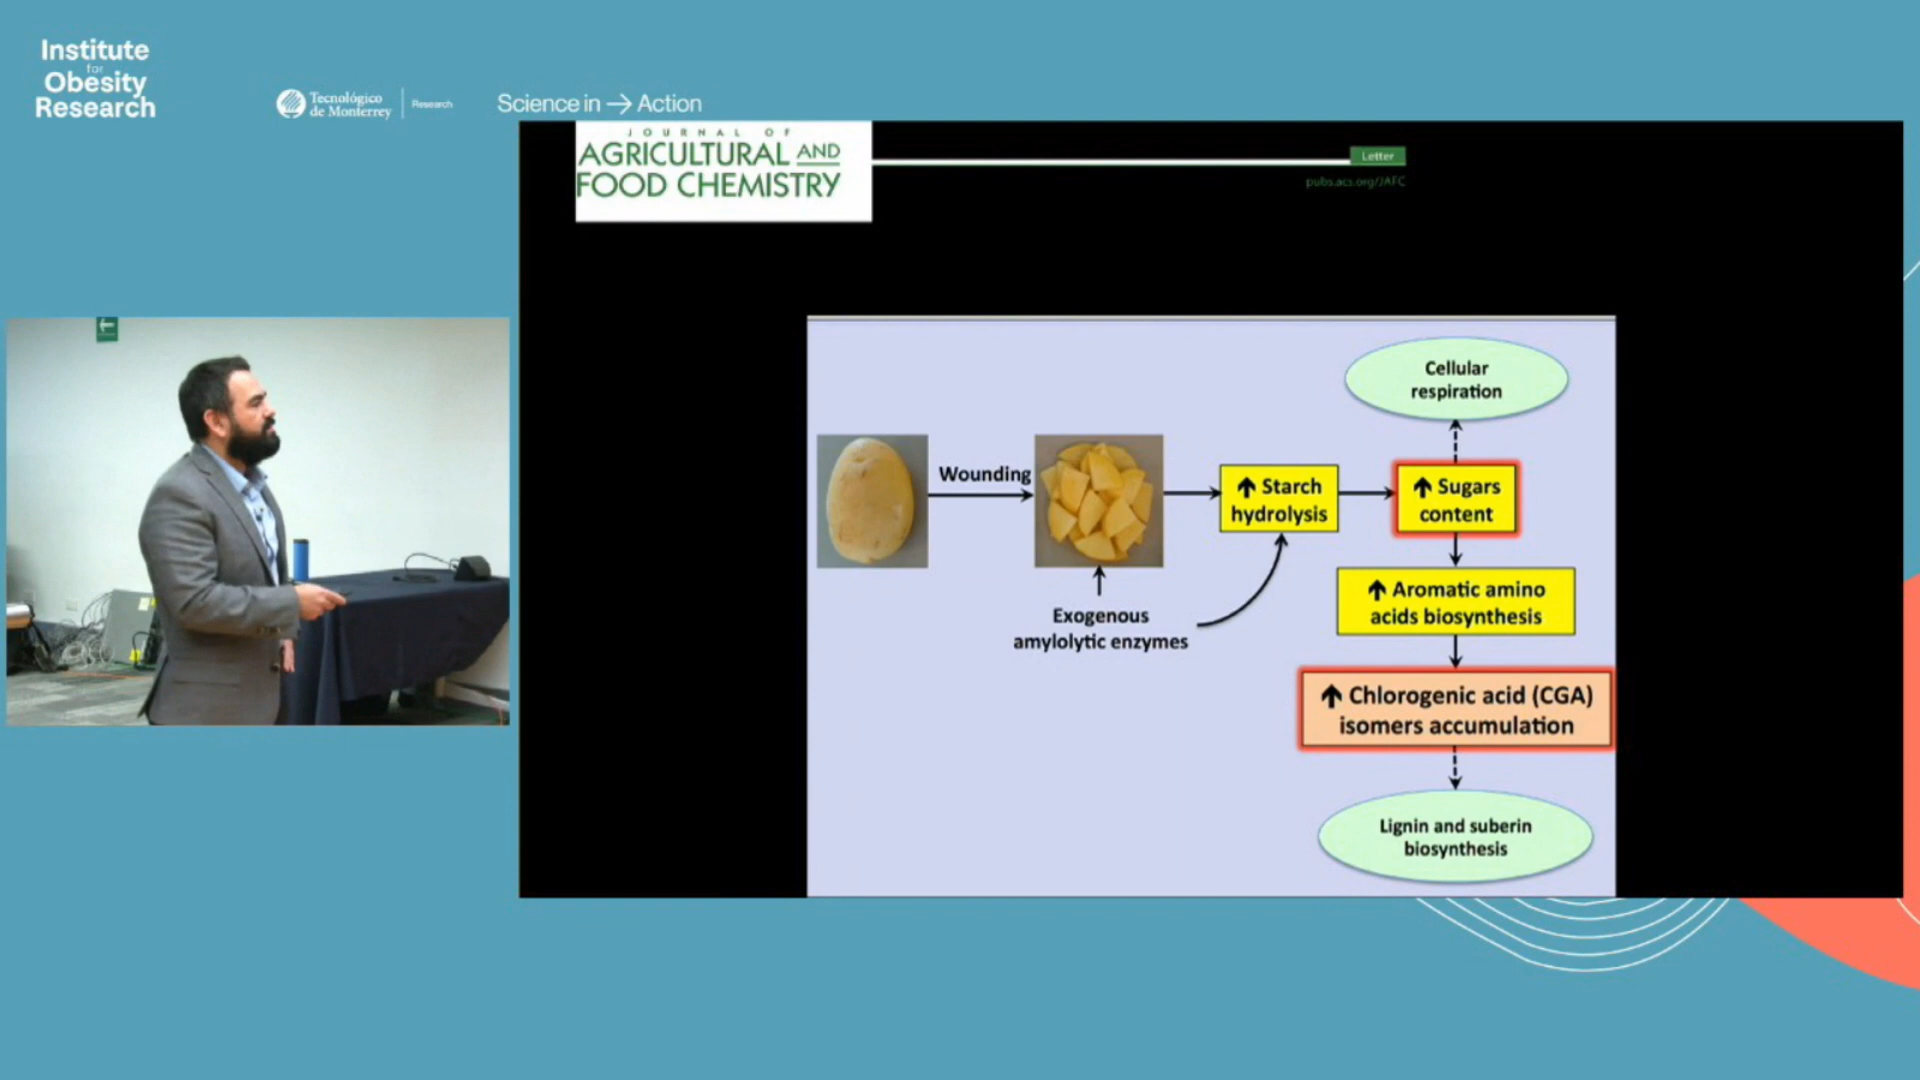 Institute
for
Obesity
Research
Tecnológico
de Monterrey
Research
Science in → Action
JOURNAL OF
AGRICULTURAL AND
FOOD CHEMISTRY
Letter
pubs.acs.org/JAFC
Cellular
respiration
Wounding
↑ Starch
hydrolysis
↑ Sugars
content
Exogenous
amylolytic enzymes
↑ Aromatic amino
acids biosynthesis
↑ Chlorogenic acid (CGA)
isomers accumulation
Lignin and suberin
biosynthesis